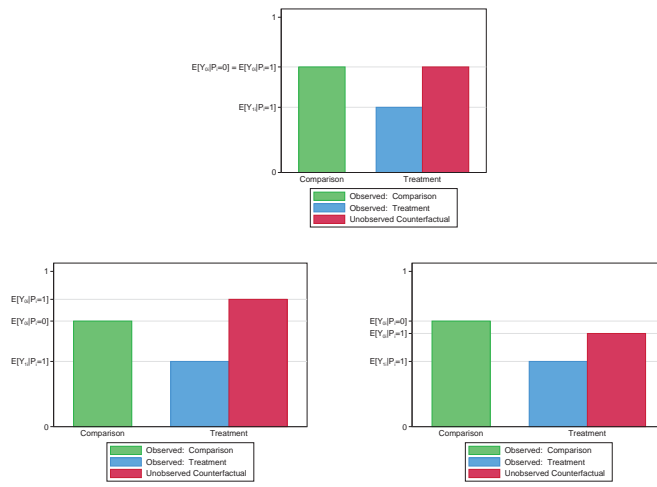 1
E[Y₀ᵢ|Pᵢ=0] = E[Y₀ᵢ|Pᵢ=1]
E[Y₁ᵢ|Pᵢ=1]
0
Comparison Treatment
Observed: Comparison
Observed: Treatment
Unobserved Counterfactual
1
E[Y₀ᵢ|Pᵢ=1]
E[Y₀ᵢ|Pᵢ=0]
E[Y₁ᵢ|Pᵢ=1]
0
Comparison Treatment
Observed: Comparison
Observed: Treatment
Unobserved Counterfactual
1
E[Y₀ᵢ|Pᵢ=0]
E[Y₀ᵢ|Pᵢ=1]
E[Y₁ᵢ|Pᵢ=1]
0
Comparison Treatment
Observed: Comparison
Observed: Treatment
Unobserved Counterfactual